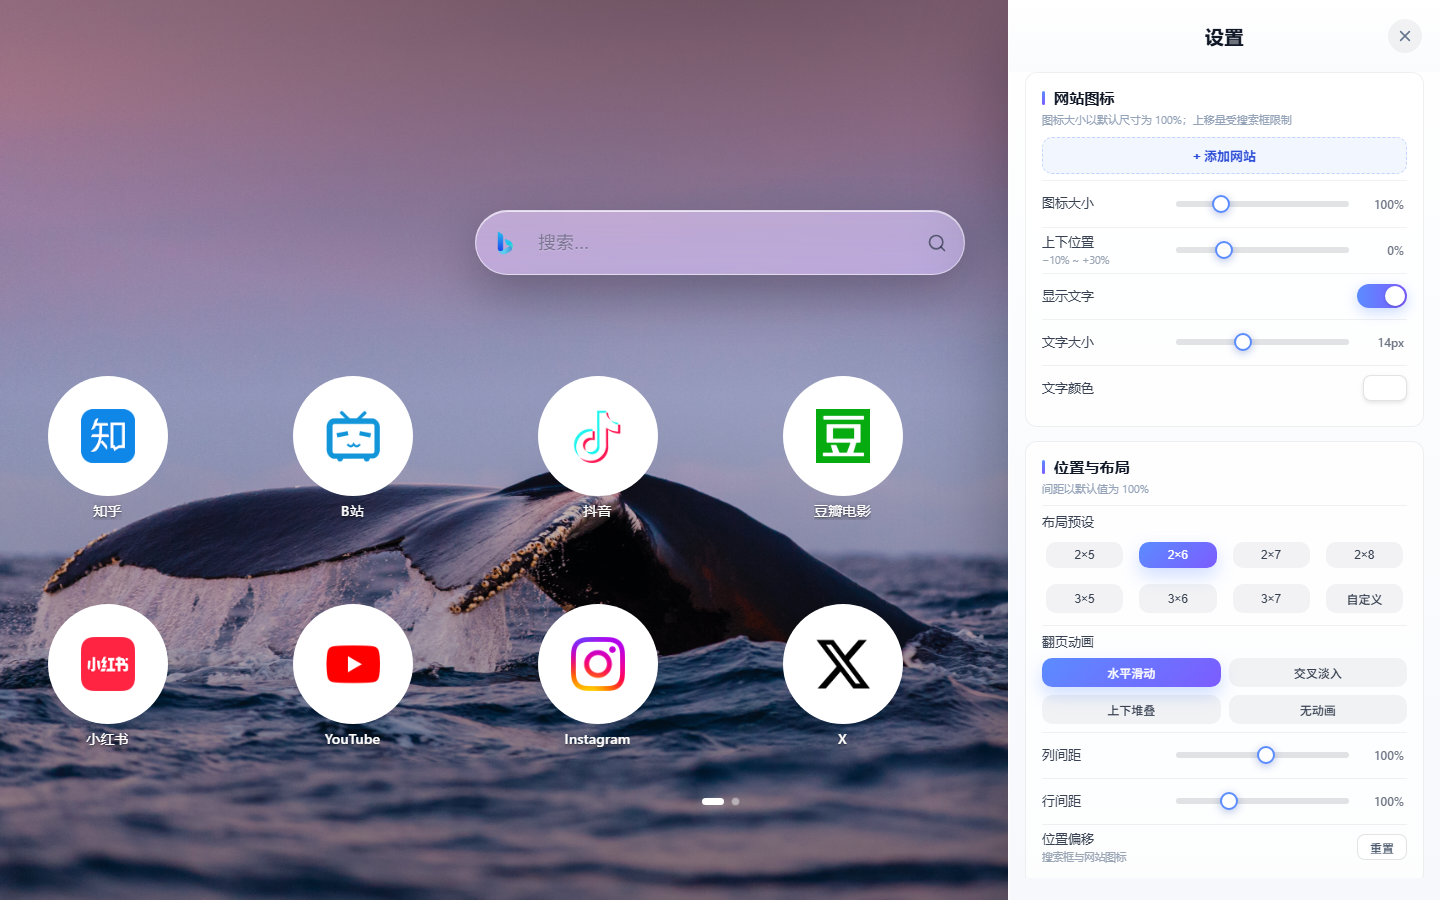 搜索...
知
豆
知乎
B站
抖音
豆瓣电影
小红书
小红书
YouTube
Instagram
X
设置
网站图标
图标大小以默认尺寸为 100%；上移量受搜索框限制
+ 添加网站
图标大小
100%
上下位置
0%
−10% ~ +30%
显示文字
文字大小
14px
文字颜色
位置与布局
间距以默认值为 100%
布局预设
2×5
2×6
2×7
2×8
3×5
3×6
3×7
自定义
翻页动画
水平滑动
交叉淡入
上下堆叠
无动画
列间距
100%
行间距
100%
位置偏移
搜索框与网站图标
重置